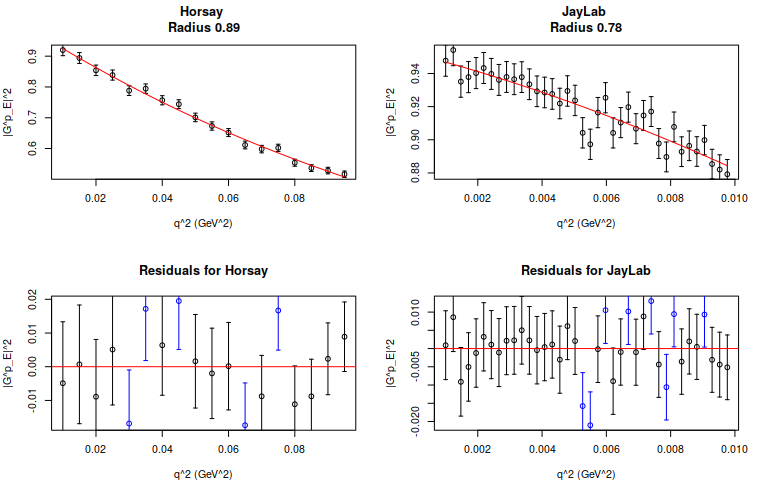 Horsay
Radius 0.89
|G^p_E|^2
0.9
0.8
0.7
0.6
0.02 0.04 0.06 0.08
q^2 (GeV^2)
JayLab
Radius 0.78
|G^p_E|^2
0.94
0.92
0.90
0.88
0.002 0.004 0.006 0.008 0.010
q^2 (GeV^2)
Residuals for Horsay
|G^p_E|^2
0.02
0.01
0.00
-0.01
0.02 0.04 0.06 0.08
q^2 (GeV^2)
Residuals for JayLab
|G^p_E|^2
0.010
-0.005
-0.020
0.002 0.004 0.006 0.008 0.010
q^2 (GeV^2)